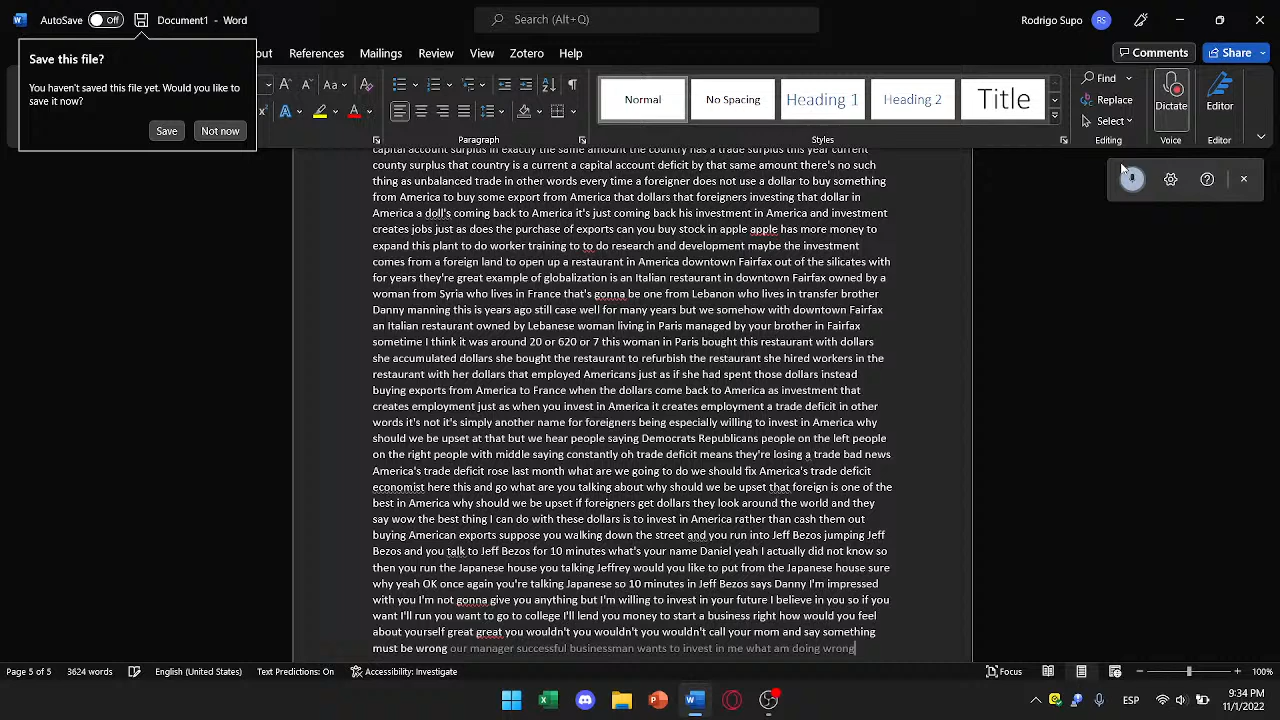 AutoSave Off Document1 - Word Search (Alt+Q) Rodrigo Supo RS
Save this file?
You haven't saved this file yet. Would you like to
save it now?
Save Not now
out References Mailings Review View Zotero Help Comments Share
Aa A A A
Normal No Spacing Heading 1 Heading 2 Title
Find
Replace
Select
Dictate Editor
Paragraph Styles Editing Voice Editor
capital account surplus in exactly the same amount the country has a trade surplus this year current
county surplus that country is a current a capital account deficit by that same amount there's no such
thing as unbalanced trade in other words every time a foreigner does not use a dollar to buy something
from America to buy some export from America that dollars that foreigners investing that dollar in
America a doll's coming back to America it's just coming back his investment in America and investment
creates jobs just as does the purchase of exports can you buy stock in apple apple has more money to
expand this plant to do worker training to to do research and development maybe the investment
comes from a foreign land to open up a restaurant in America downtown Fairfax out of the silicates with
for years they're great example of globalization is an Italian restaurant in downtown Fairfax owned by a
woman from Syria who lives in France that's gonna be one from Lebanon who lives in transfer brother
Danny manning this is years ago still case well for many years but we somehow with downtown Fairfax
an Italian restaurant owned by Lebanese woman living in Paris managed by your brother in Fairfax
sometime I think it was around 20 or 620 or 7 this woman in Paris bought this restaurant with dollars
she accumulated dollars she bought the restaurant to refurbish the restaurant she hired workers in the
restaurant with her dollars that employed Americans just as if she had spent those dollars instead
buying exports from America to France when the dollars come back to America as investment that
creates employment just as when you invest in America it creates employment a trade deficit in other
words it's not it's simply another name for foreigners being especially willing to invest in America why
should we be upset at that but we hear people saying Democrats Republicans people on the left people
on the right people with middle saying constantly oh trade deficit means they're losing a trade bad news
America's trade deficit rose last month what are we going to do we should fix America's trade deficit
economist here this and go what are you talking about why should we be upset that foreign is one of the
best in America why should we be upset if foreigners get dollars they look around the world and they
say wow the best thing I can do with these dollars is to invest in America rather than cash them out
buying American exports suppose you walking down the street and you run into Jeff Bezos jumping Jeff
Bezos and you talk to Jeff Bezos for 10 minutes what's your name Daniel yeah I actually did not know so
then you run the Japanese house you talking Jeffrey would you like to put from the Japanese house sure
why yeah OK once again you're talking Japanese so 10 minutes in Jeff Bezos says Danny I'm impressed
with you I'm not gonna give you anything but I'm willing to invest in your future I believe in you so if you
want I'll run you want to go to college I'll lend you money to start a business right how would you feel
about yourself great great you wouldn't you wouldn't you wouldn't call your mom and say something
must be wrong our manager successful businessman wants to invest in me what am doing wrong
Page 5 of 5 3624 words English (United States) Text Predictions: On Accessibility: Investigate Focus 100%
ESP 9:34 PM
11/1/2022